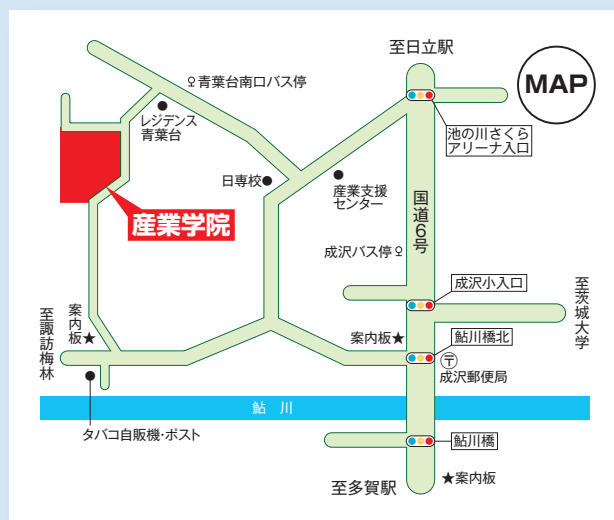 至日立駅
MAP
青葉台南口バス停
レジデンス
青葉台
池の川さくら
アリーナ入口
日専校
産業支援
センター
産業学院
国道6号
成沢バス停
成沢小入口
至茨城大学
至諏訪梅林
案内板★
案内板★
鮎川橋北
〒
成沢郵便局
鮎川
タバコ自販機・ポスト
鮎川橋
至多賀駅
★案内板